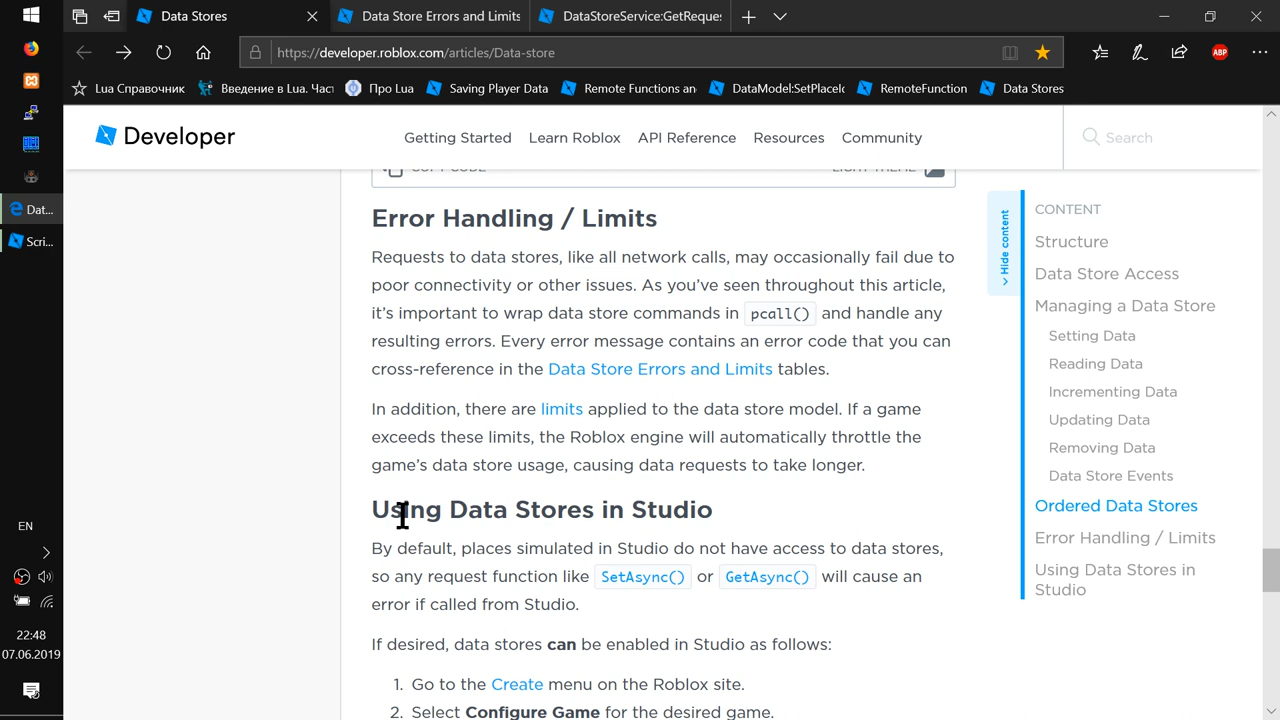 Data Stores
Data Store Errors and Limits
DataStoreService:GetReques
https://developer.roblox.com/articles/Data-store
ABP
Lua Справочник
Введение в Lua. Час
Про Lua
Saving Player Data
Remote Functions an
DataModel:SetPlaceI
RemoteFunction
Data Stores
Developer
Getting Started
Learn Roblox
API Reference
Resources
Community
Search
COPY CODE
LIGHT THEME
Error Handling / Limits
Requests to data stores, like all network calls, may occasionally fail due to
poor connectivity or other issues. As you’ve seen throughout this article,
it’s important to wrap data store commands in pcall() and handle any
resulting errors. Every error message contains an error code that you can
cross-reference in the Data Store Errors and Limits tables.
In addition, there are limits applied to the data store model. If a game
exceeds these limits, the Roblox engine will automatically throttle the
game’s data store usage, causing data requests to take longer.
Using Data Stores in Studio
By default, places simulated in Studio do not have access to data stores,
so any request function like SetAsync() or GetAsync() will cause an
error if called from Studio.
If desired, data stores can be enabled in Studio as follows:
1. Go to the Create menu on the Roblox site.
2. Select Configure Game for the desired game.
Hide content
CONTENT
Structure
Data Store Access
Managing a Data Store
Setting Data
Reading Data
Incrementing Data
Updating Data
Removing Data
Data Store Events
Ordered Data Stores
Error Handling / Limits
Using Data Stores in
Studio
Dat...
Scri...
EN
22:48
07.06.2019